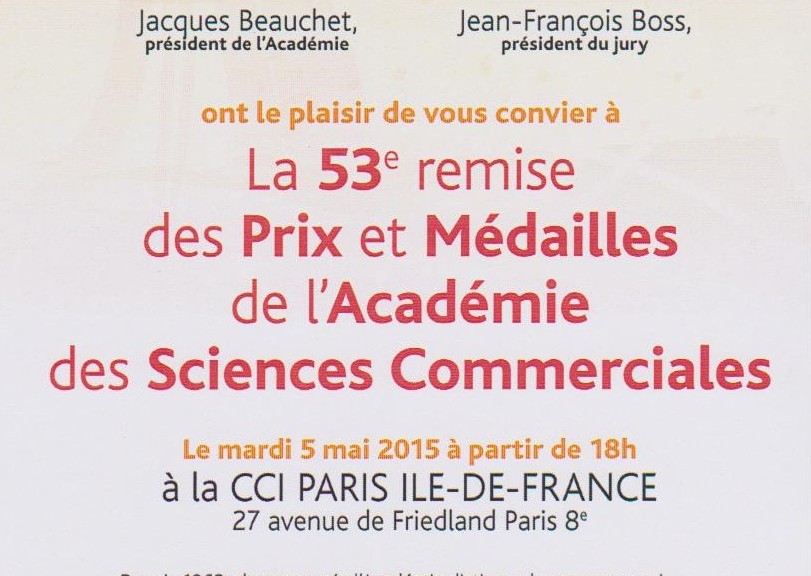 Jacques Beauchet,
président de l'Académie
Jean-François Boss,
président du jury
ont le plaisir de vous convier à
La 53e remise
des Prix et Médailles
de l'Académie
des Sciences Commerciales
Le mardi 5 mai 2015 à partir de 18h
à la CCI PARIS ILE-DE-FRANCE
27 avenue de Friedland Paris 8e